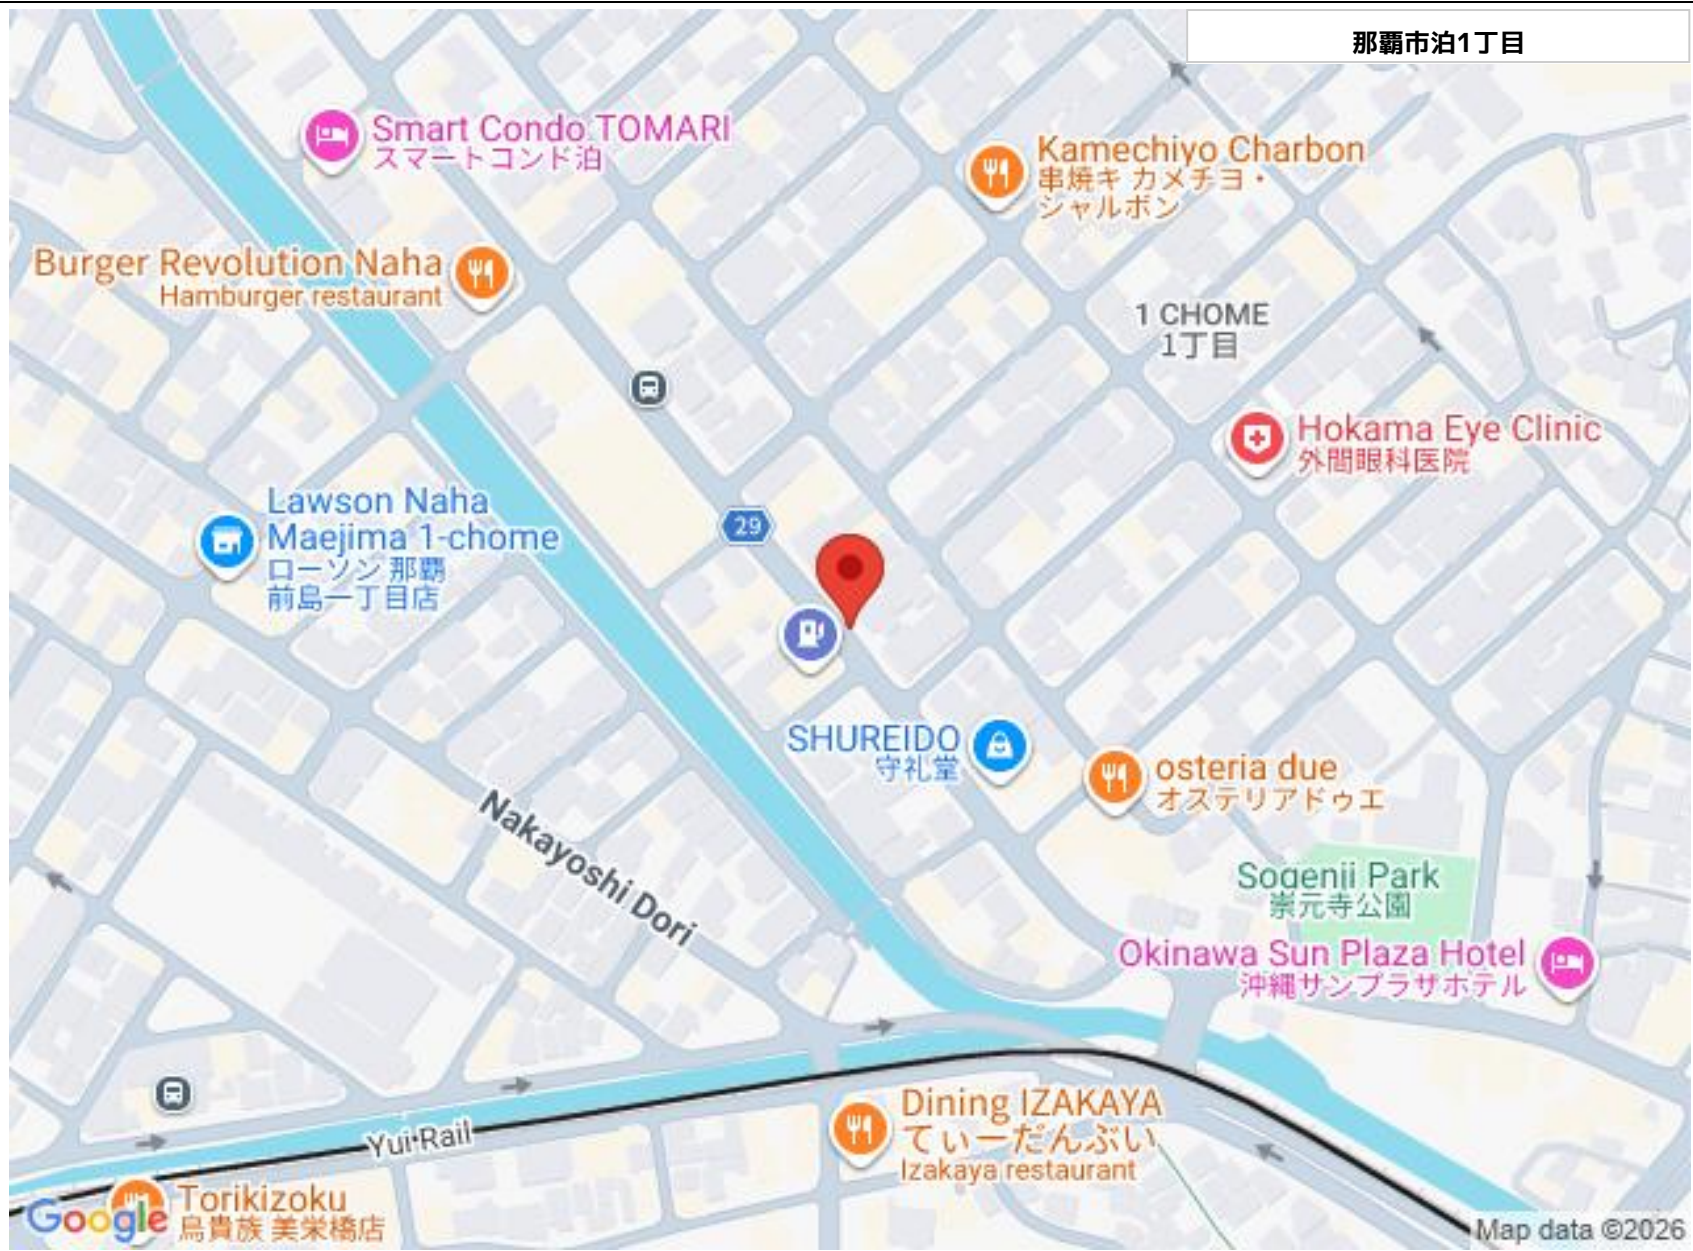 那覇市泊1丁目
Smart Condo TOMARI
スマートコンド泊
Kamechiyo Charbon
串焼キ カメチヨ・
シャルボン
Burger Revolution Naha
Hamburger restaurant
1 CHOME
1丁目
Hokama Eye Clinic
外間眼科医院
Lawson Naha
Maejima 1-chome
ローソン 那覇
前島一丁目店
29
SHUREIDO
守礼堂
osteria due
オステリアドゥエ
Nakayoshi Dori
Sogenji Park
崇元寺公園
Okinawa Sun Plaza Hotel
沖縄サンプラザホテル
Dining IZAKAYA
てぃーだんぶい
Izakaya restaurant
Yui Rail
Torikizoku
鳥貴族 美栄橋店
Google
Map data ©2026